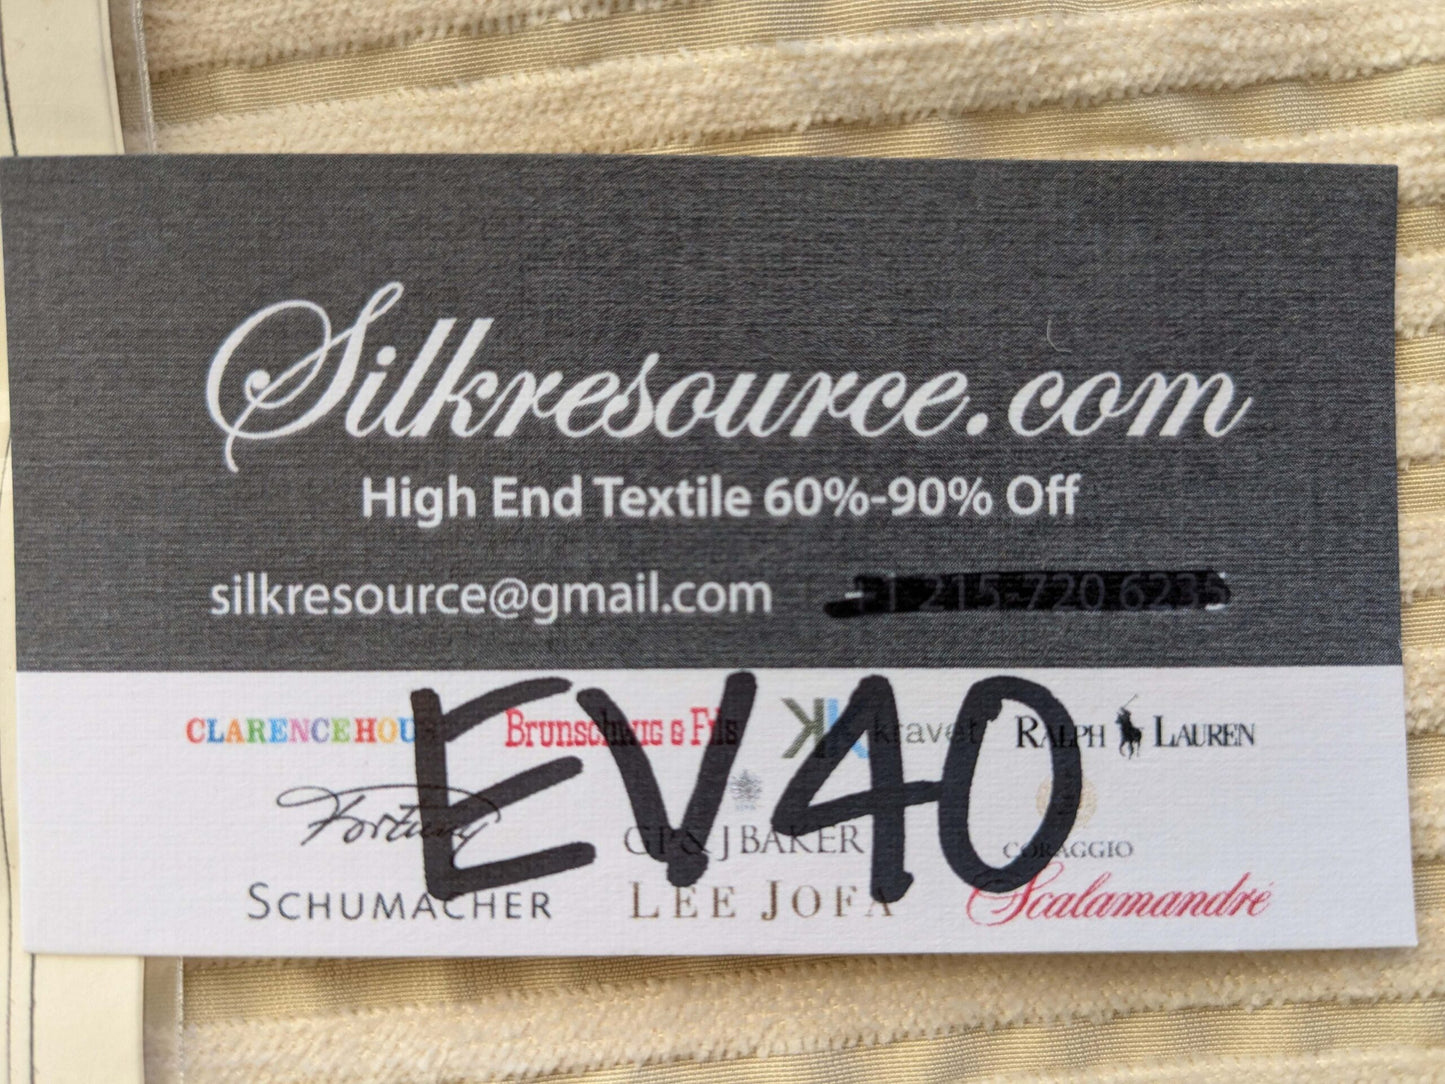 Silkresource.com
High End Textile 60%-90% Off
silkresource@gmail.com
CLARENCE HOUSE BRUNSCHWIG & FILS kravet RALPH LAUREN
EV40
Fortuny GP & J BAKER CORAGGIO
SCHUMACHER LEE JOFA Scalamandré